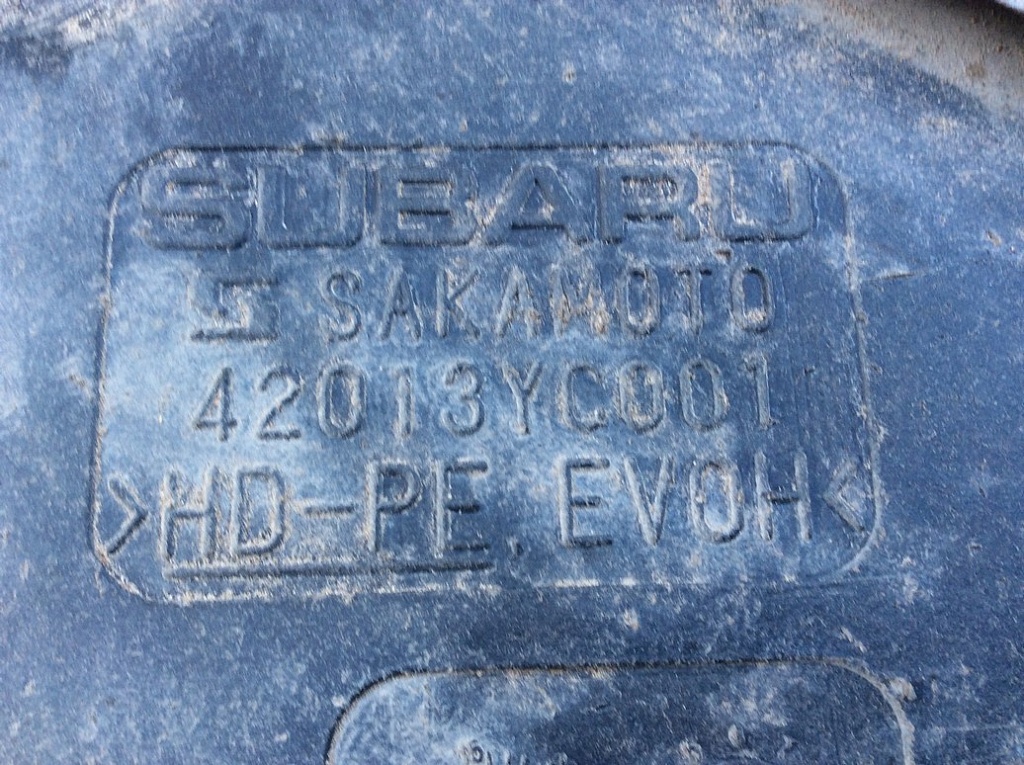 SUBARU
SAKAMOTO
42013YC001
>HD-PE, EVOH<